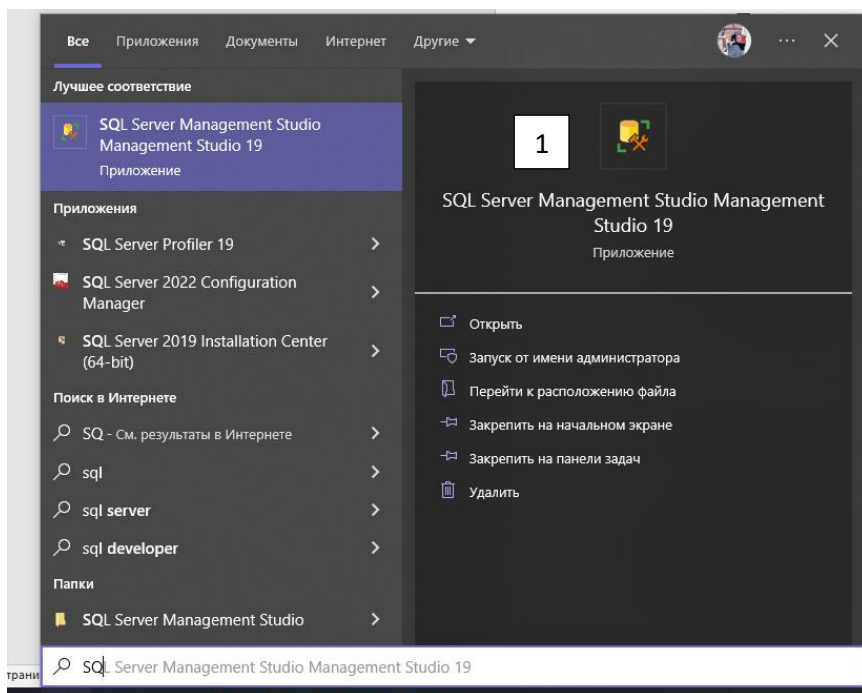 Все Приложения Документы Интернет Другие
Лучшее соответствие
SQL Server Management Studio
Management Studio 19
Приложение
Приложения
SQL Server Profiler 19
SQL Server 2022 Configuration
Manager
SQL Server 2019 Installation Center
(64-bit)
Поиск в Интернете
SQ - См. результаты в Интернете
sql
sql server
sql developer
Папки
SQL Server Management Studio
1
SQL Server Management Studio Management
Studio 19
Приложение
Открыть
Запуск от имени администратора
Перейти к расположению файла
Закрепить на начальном экране
Закрепить на панели задач
Удалить
SQL Server Management Studio Management Studio 19
трани